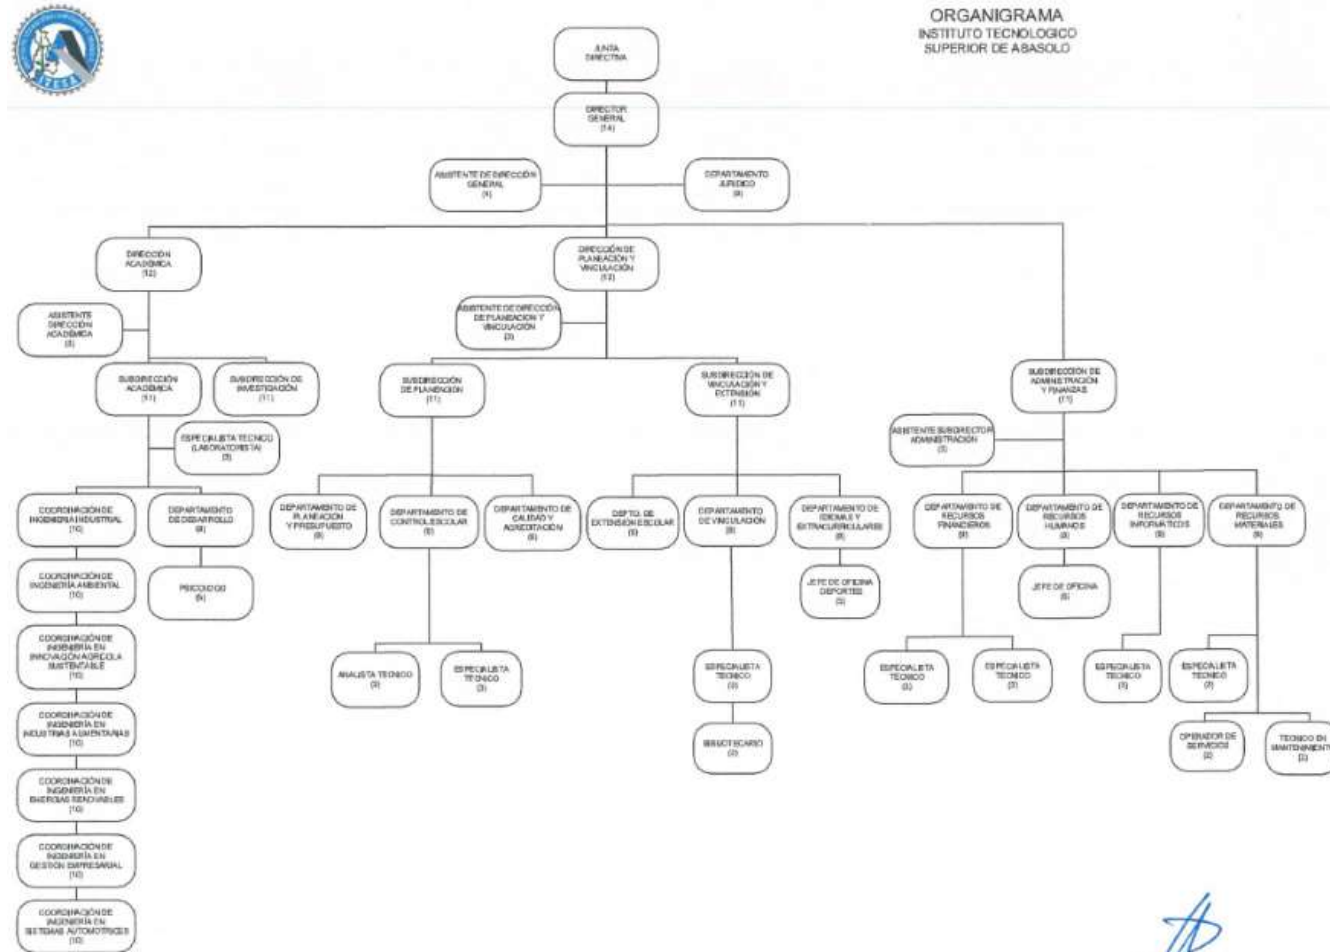 ORGANIGRAMA
INSTITUTO TECNOLOGICO
SUPERIOR DE ABASOLO
ITESA
JUNTA
DIRECTIVA
DIRECTOR
GENERAL
(14)
ASISTENTE DE DIRECCIÓN
GENERAL
DEPARTAMENTO
JURIDICO
DIRECCIÓN
ACADÉMICA
(12)
DIRECCIÓN DE
PLANEACIÓN Y
VINCULACIÓN
(12)
ASISTENTE
DIRECCIÓN
ACADÉMICA
ASISTENTE DE DIRECCIÓN
DE PLANEACION Y
VINCULACIÓN
SUBDIRECCIÓN
ACADÉMICA
(11)
SUBDIRECCIÓN DE
INVESTIGACIÓN
(11)
SUBDIRECCIÓN
DE PLANEACIÓN
(11)
SUBDIRECCIÓN DE
VINCULACIÓN Y
EXTENSIÓN
(11)
SUBDIRECCIÓN DE
ADMINISTRACIÓN
Y FINANZAS
(11)
ESPECIALISTA TECNICO
(LABORATORISTA)
ASISTENTE SUBDIRECTOR
ADMINISTRACIÓN
COORDINACIÓN DE
INGENIERIA INDUSTRIAL
(10)
DEPARTAMENTO
DE DESARROLLO
DEPARTAMENTO DE
PLANEACIÓN
Y PRESUPUESTO
DEPARTAMENTO DE
CONTROL ESCOLAR
DEPARTAMENTO DE
CALIDAD Y
ACREDITACIÓN
DEPTO. DE
EXTENSIÓN ESCOLAR
DEPARTAMENTO
DE VINCULACIÓN
DEPARTAMENTO DE
IDIOMAS Y
EXTRACURRICULARES
DEPARTAMENTO DE
RECURSOS
FINANCIEROS
DEPARTAMENTO DE
RECURSOS
HUMANOS
DEPARTAMENTO DE
RECURSOS
INFORMÁTICOS
DEPARTAMENTO DE
RECURSOS
MATERIALES
COORDINACIÓN DE
INGENIERÍA AMBIENTAL
(10)
PSICOLOGO
JEFE DE OFICINA
DEPORTES
JEFE DE OFICINA
COORDINACIÓN DE
INGENIERÍA EN
INNOVACIÓN AGRÍCOLA
SUSTENTABLE
(10)
ANALISTA TECNICO
ESPECIALISTA
TÉCNICO
ESPECIALISTA
TECNICO
ESPECIALISTA
TECNICO
ESPECIALISTA
TECNICO
ESPECIALISTA
TECNICO
ESPECIALISTA
TECNICO
COORDINACIÓN DE
INGENIERÍA EN
INDUSTRIAS ALIMENTARIAS
(10)
BIBLIOTECARIO
OPERADOR DE
SERVICIOS
TECNICO EN
MANTENIMIENTO
COORDINACIÓN DE
INGENIERÍA EN
ENERGIAS RENOVABLES
(10)
COORDINACIÓN DE
INGENIERÍA EN
GESTIÓN EMPRESARIAL
(10)
COORDINACIÓN DE
INGENIERÍA EN
SISTEMAS AUTOMOTRICES
(10)